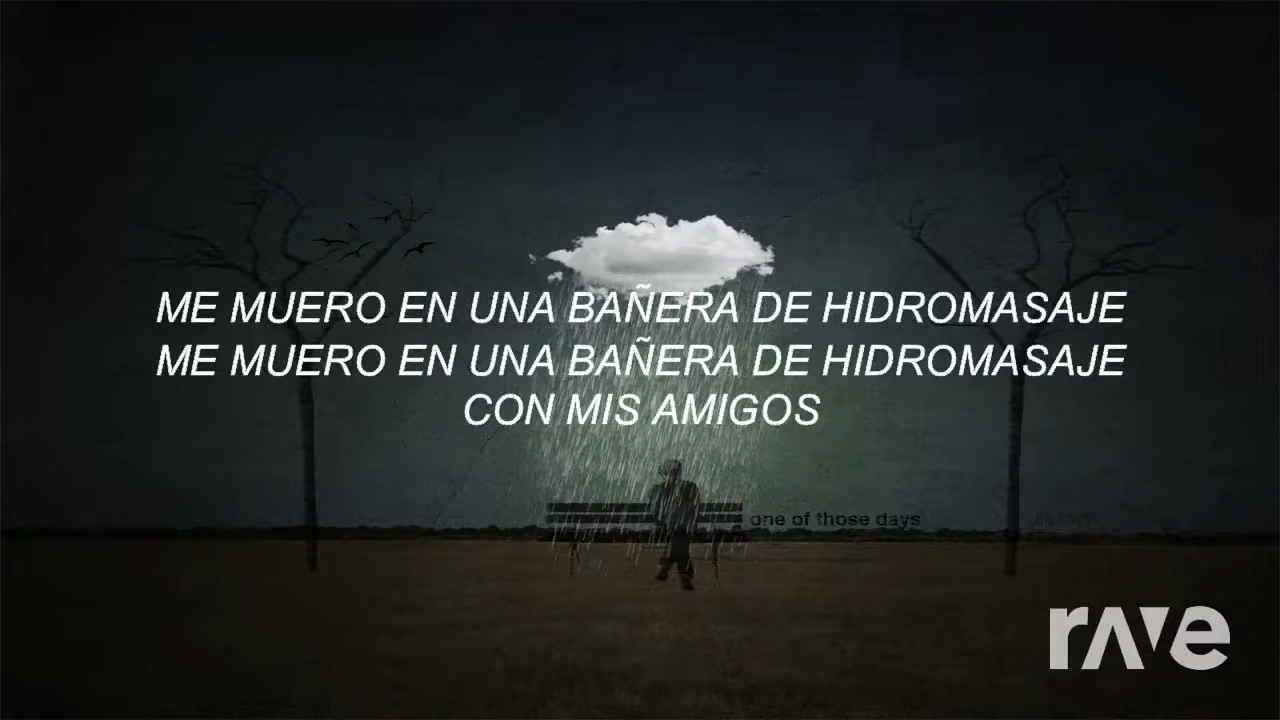 ME MUERO EN UNA BAÑERA DE HIDROMASAJE
ME MUERO EN UNA BAÑERA DE HIDROMASAJE
CON MIS AMIGOS
one of those days
rave